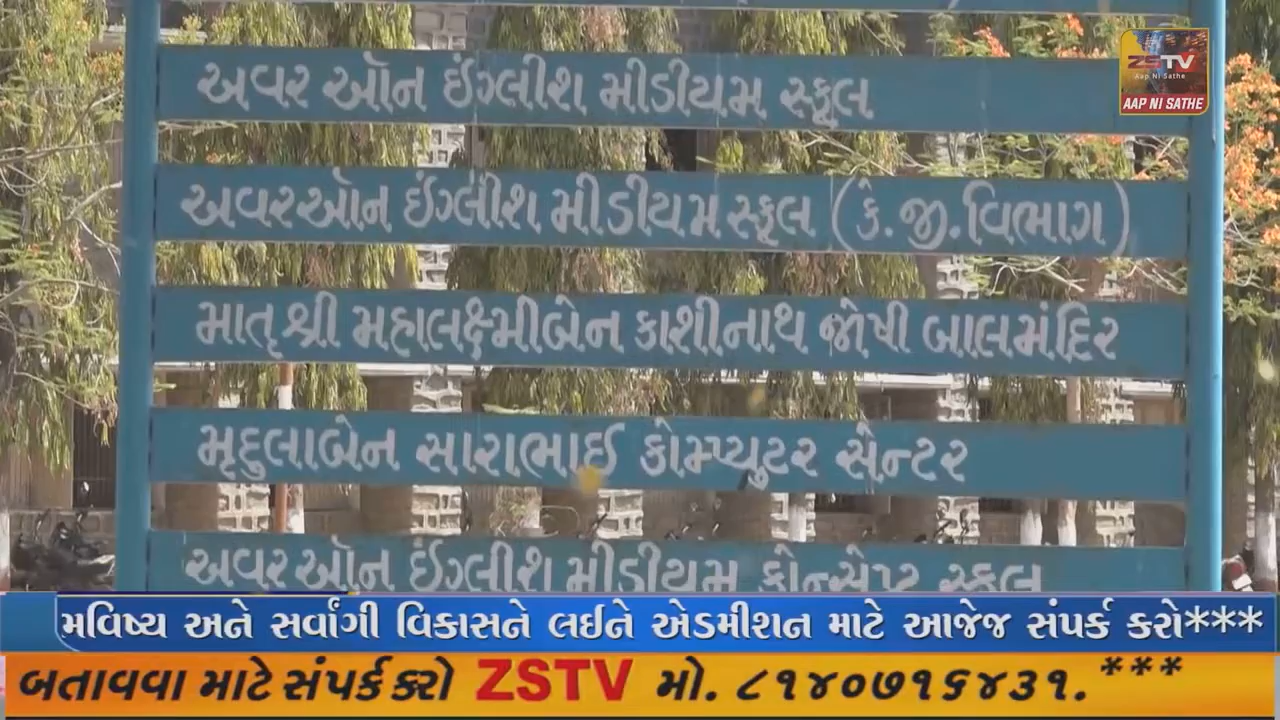 અવર ઑન ઇંગ્લીશ મીડીયમ સ્કૂલ
ZSTV
Aap Ni Sathe
AAP NI SATHE
અવર ઑન ઇંગ્લીશ મીડીયમ સ્કૂલ (કે.જી.વિભાગ)
માતૃશ્રી મહાલક્ષ્મીબેન કાશીનાથ જોષી બાલમંદિર
મૃદુલાબેન સારાભાઈ કોમ્પ્યુટર સેન્ટર
અવર ઑન ઈંગ્લીશ મીડીયમ કોન્સેપ્ટ સ્કૂલ
અને સર્વાંગી વિકાસને લઈને એડમીશન માટે આજેજ સંપર્ક કરો***
બતાવવા માટે સંપર્ક કરો ZSTV મો. ૮૧૪૦૭૧૬૪૩૧. ***